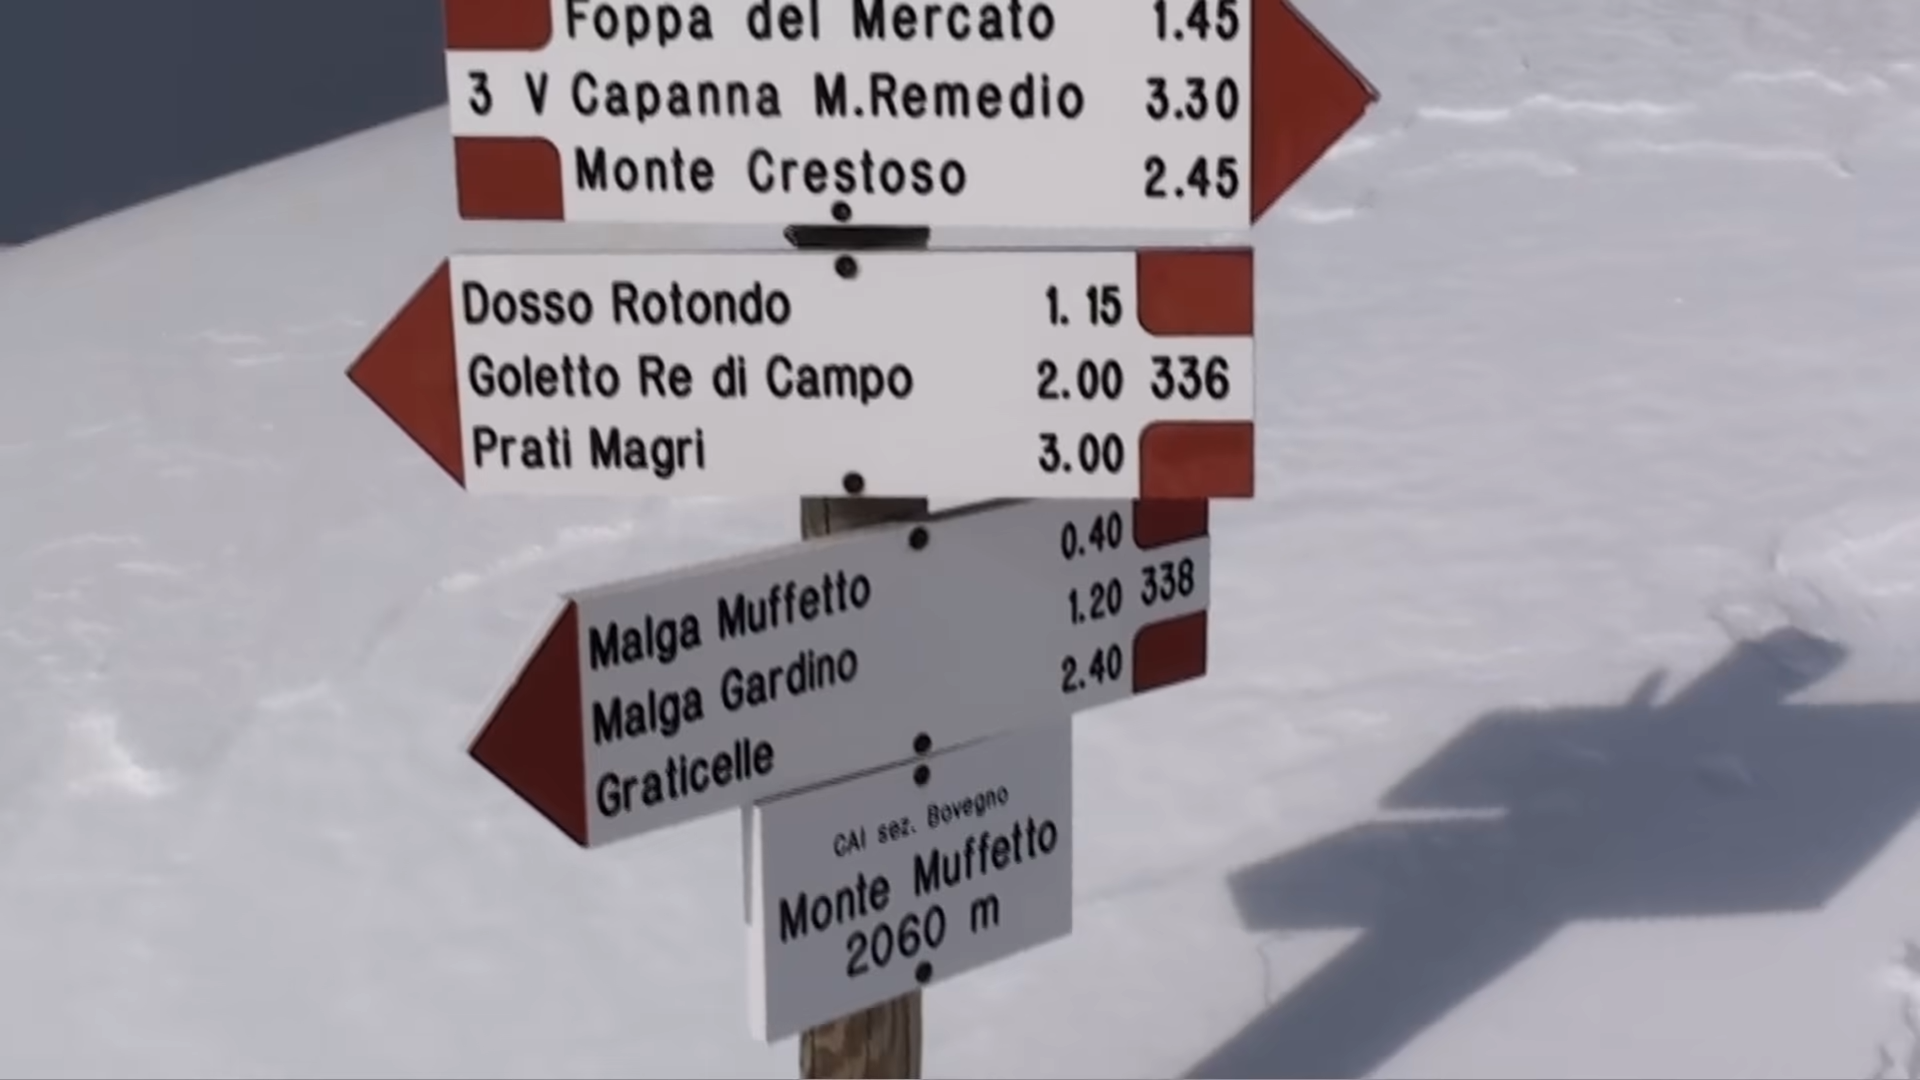 Foppa del Mercato 1.45
3 V Capanna M.Remedio 3.30
Monte Crestoso 2.45
Dosso Rotondo 1. 15
Goletto Re di Campo 2.00 336
Prati Magri 3.00
Malga Muffetto 0.40
Malga Gardino 1.20 338
Graticelle 2.40
CAI sez. Bovegno
Monte Muffetto
2060 m